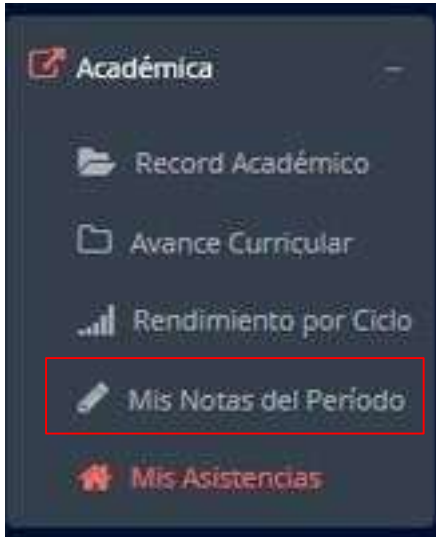 Académica
Record Académico
Avance Curricular
Rendimiento por Ciclo
Mis Notas del Período
Mis Asistencias